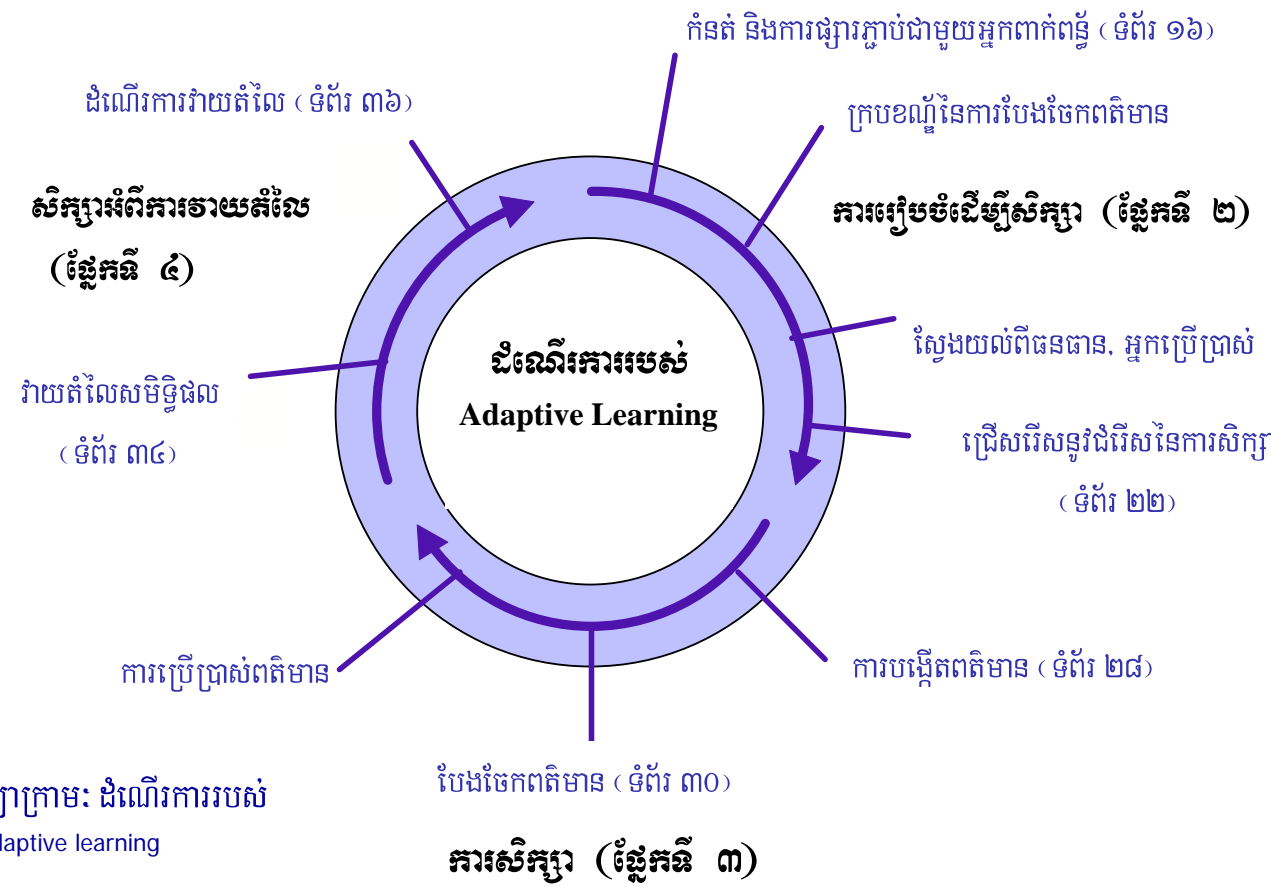 កំនត់ និងការផ្សារភ្ជាប់ជាមួយអ្នកពាក់ពន្ធ័ (ទំព័រ ១៦)
ដំណើរការវាយតំលៃ (ទំព័រ ៣៦)
ក្របខណ្ឌ័នៃការបែងចែកពត៌មាន
សិក្សាអំពីការវាយតំលៃ
(ផ្នែកទី ៤)
ការរៀបចំដើម្បីសិក្សា (ផ្នែកទី ២)
ដំណើរការរបស់
Adaptive Learning
ស្វែងយល់ពីធនធាន, អ្នកប្រើប្រាស់
វាយតំលៃសមិទ្ធិផល
(ទំព័រ ៣៤)
ជ្រើសរើសនូវជំរើសនៃការសិក្សា
(ទំព័រ ២២)
ការប្រើប្រាស់ពត៌មាន
ការបង្កើតពត៌មាន (ទំព័រ ២៨)
បែងចែកពត៌មាន (ទំព័រ ៣០)
ដំណើរការរបស់
daptive learning
ការសិក្សា (ផ្នែកទី ៣)